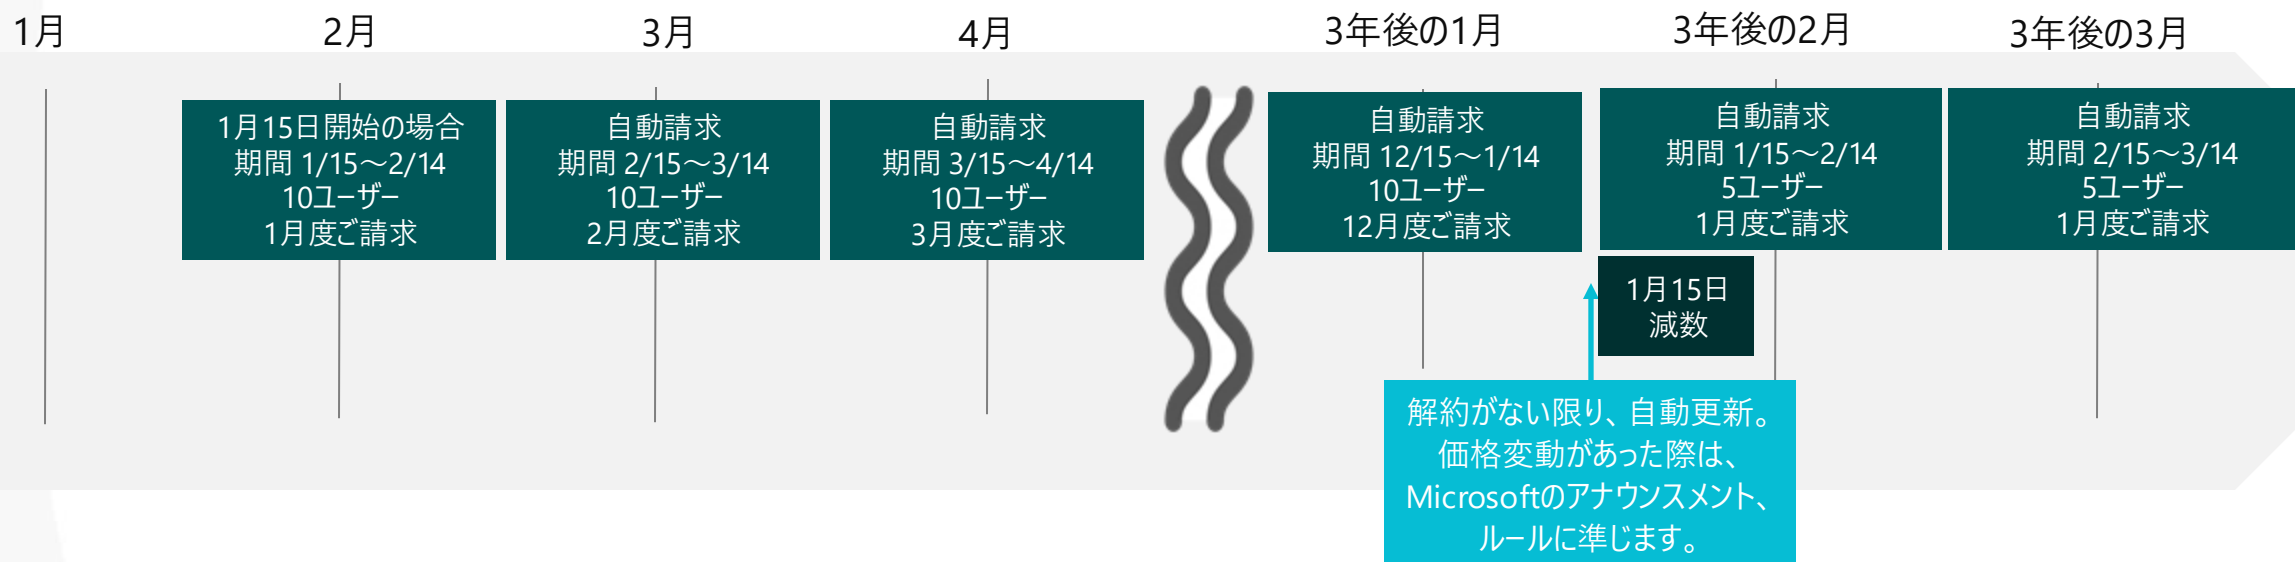 1月
2月
3月
4月
3年後の1月
3年後の2月
3年後の3月
1月15日開始の場合
期間 1/15～2/14
10ユーザー
1月度ご請求
自動請求
期間 2/15～3/14
10ユーザー
2月度ご請求
自動請求
期間 3/15～4/14
10ユーザー
3月度ご請求
自動請求
期間 12/15～1/14
10ユーザー
12月度ご請求
自動請求
期間 1/15～2/14
5ユーザー
1月度ご請求
自動請求
期間 2/15～3/14
5ユーザー
1月度ご請求
1月15日
減数
解約がない限り、自動更新。
価格変動があった際は、
Microsoftのアナウンスメント、
ルールに準じます。